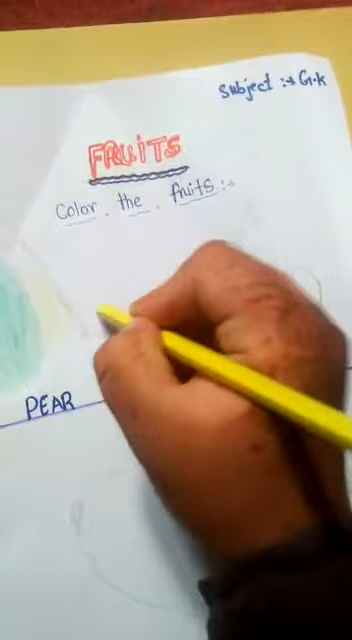 Subject :→ G.K
FRUITS
Color the fruits :→
PEAR